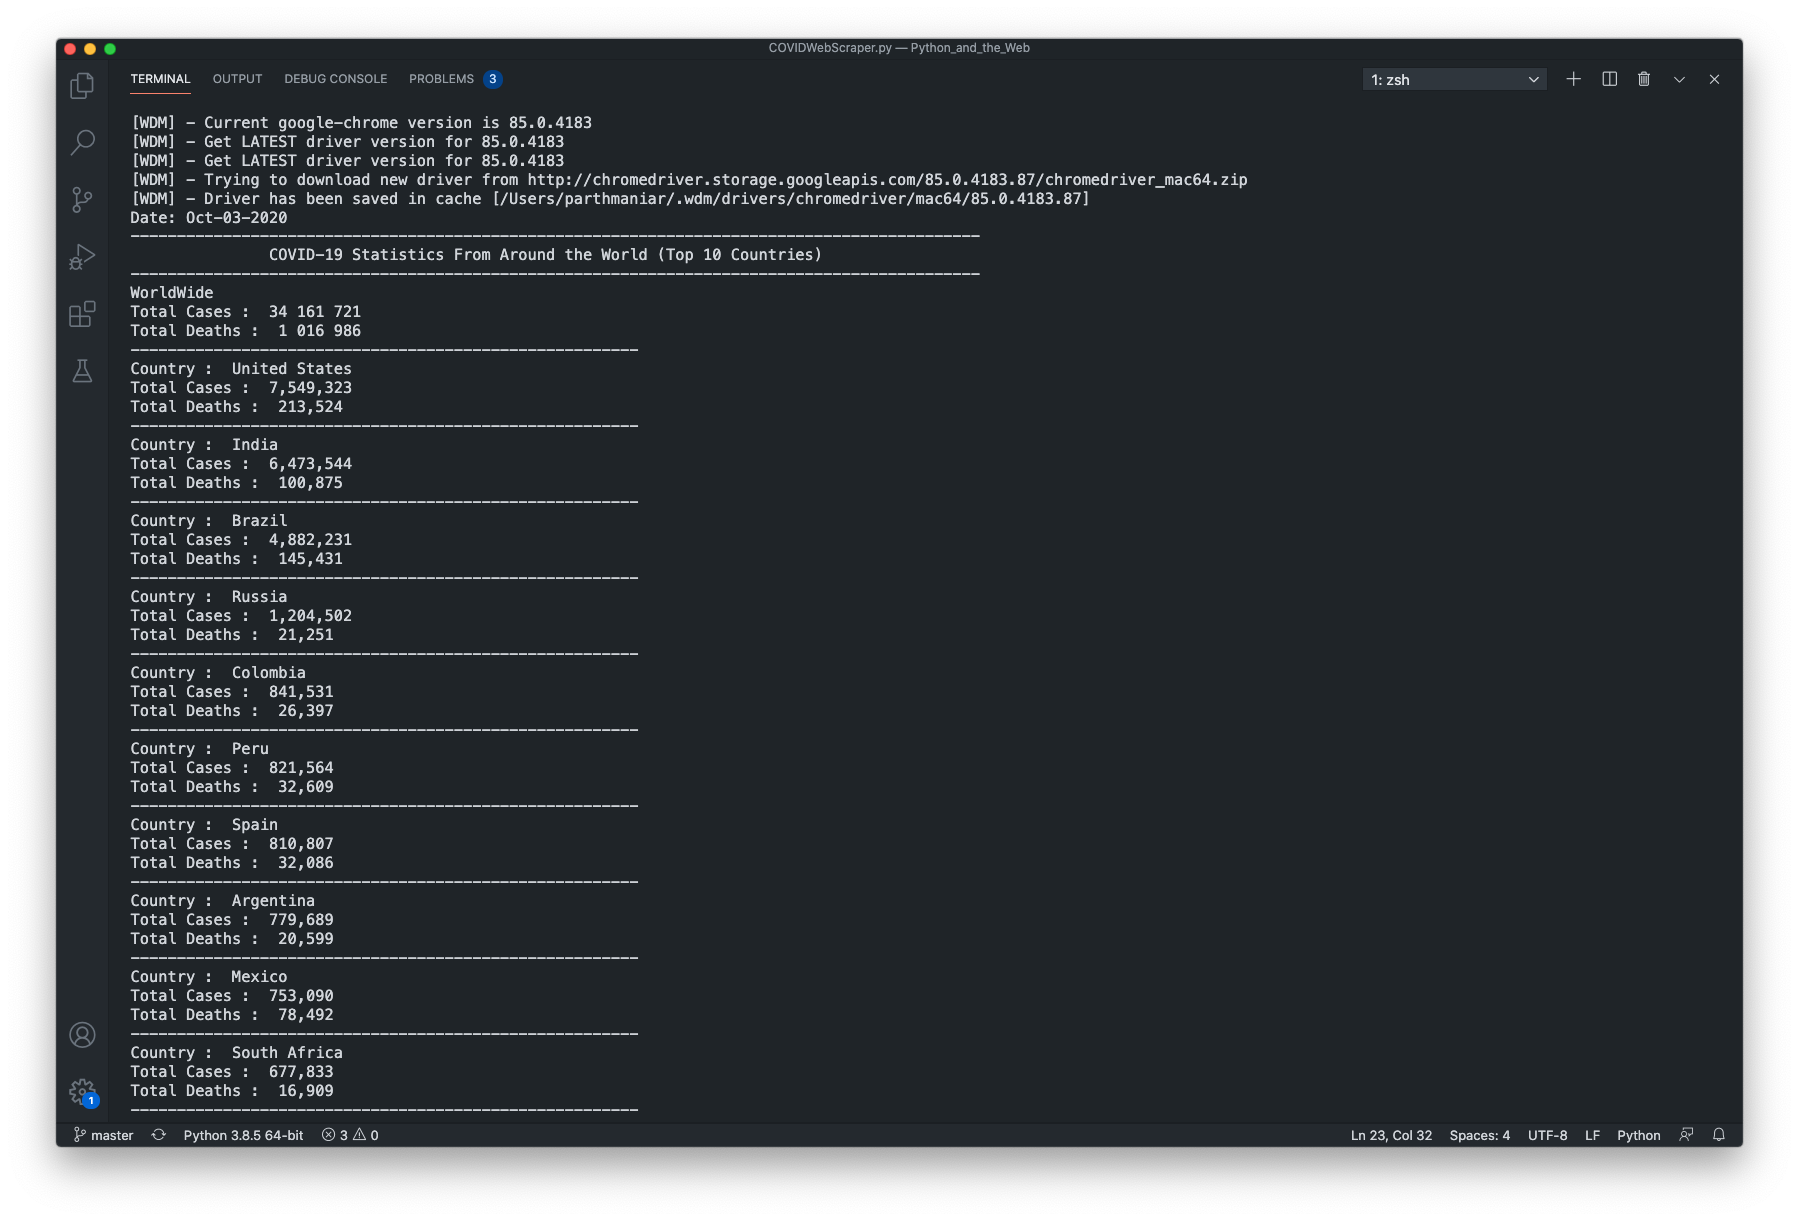 COVIDWebScraper.py — Python_and_the_Web
TERMINAL OUTPUT DEBUG CONSOLE PROBLEMS 3 1: zsh
[WDM] - Current google-chrome version is 85.0.4183
[WDM] - Get LATEST driver version for 85.0.4183
[WDM] - Get LATEST driver version for 85.0.4183
[WDM] - Trying to download new driver from http://chromedriver.storage.googleapis.com/85.0.4183.87/chromedriver_mac64.zip
[WDM] - Driver has been saved in cache [/Users/parthmaniar/.wdm/drivers/chromedriver/mac64/85.0.4183.87]
Date: Oct-03-2020
--------------------------------------------------------------------------------------------
COVID-19 Statistics From Around the World (Top 10 Countries)
--------------------------------------------------------------------------------------------
WorldWide
Total Cases :  34 161 721
Total Deaths :  1 016 986
-------------------------------------------------------
Country :  United States
Total Cases :  7,549,323
Total Deaths :  213,524
-------------------------------------------------------
Country :  India
Total Cases :  6,473,544
Total Deaths :  100,875
-------------------------------------------------------
Country :  Brazil
Total Cases :  4,882,231
Total Deaths :  145,431
-------------------------------------------------------
Country :  Russia
Total Cases :  1,204,502
Total Deaths :  21,251
-------------------------------------------------------
Country :  Colombia
Total Cases :  841,531
Total Deaths :  26,397
-------------------------------------------------------
Country :  Peru
Total Cases :  821,564
Total Deaths :  32,609
-------------------------------------------------------
Country :  Spain
Total Cases :  810,807
Total Deaths :  32,086
-------------------------------------------------------
Country :  Argentina
Total Cases :  779,689
Total Deaths :  20,599
-------------------------------------------------------
Country :  Mexico
Total Cases :  753,090
Total Deaths :  78,492
-------------------------------------------------------
Country :  South Africa
Total Cases :  677,833
Total Deaths :  16,909
-------------------------------------------------------
1
master Python 3.8.5 64-bit 3 0 Ln 23, Col 32 Spaces: 4 UTF-8 LF Python